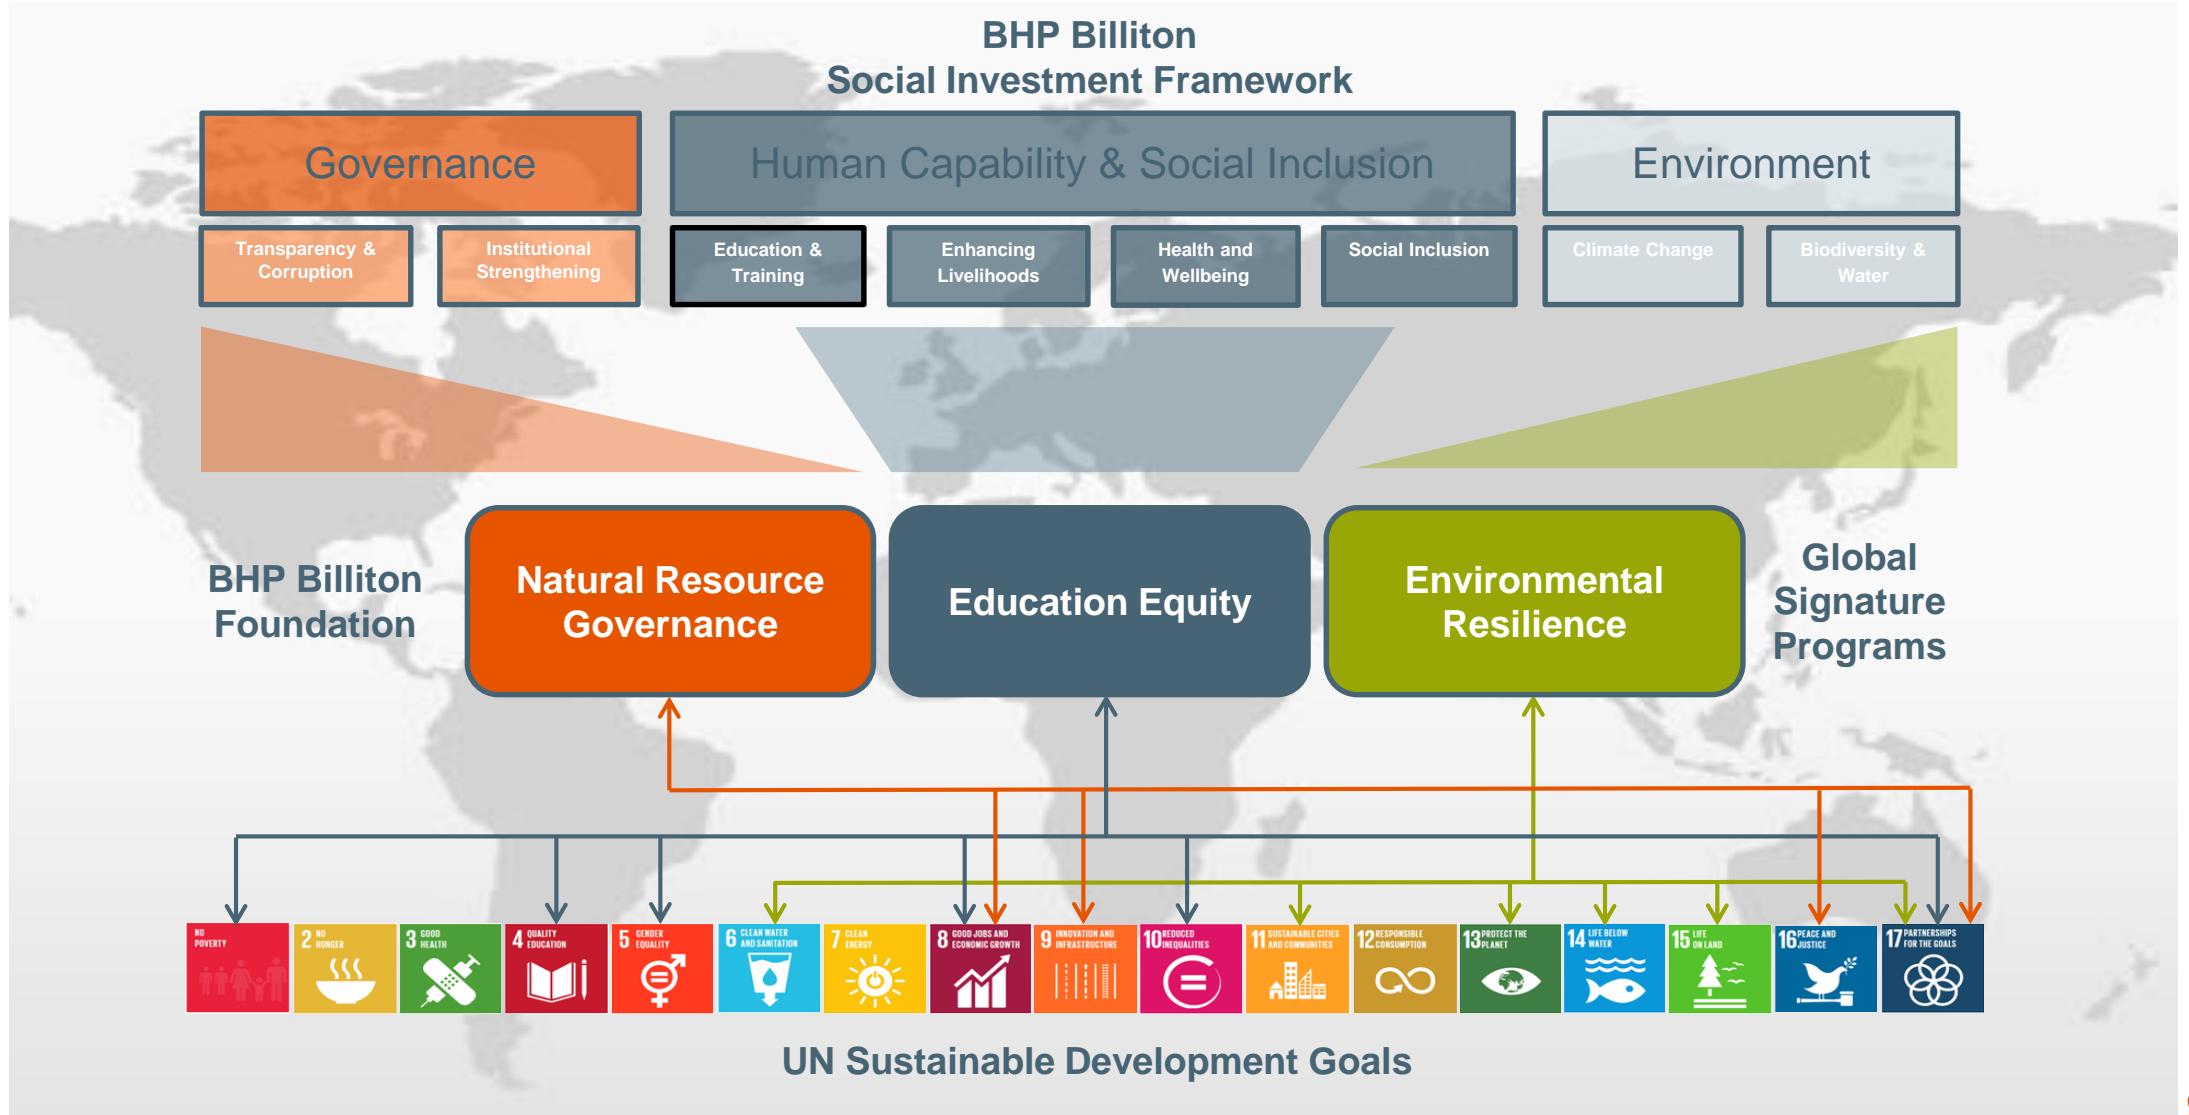 BHP Billiton
Social Investment Framework
Governance
Human Capability & Social Inclusion
Environment
Transparency &
Corruption
Institutional
Strengthening
Education &
Training
Enhancing
Livelihoods
Health and
Wellbeing
Social Inclusion
Climate Change
Biodiversity &
Water
BHP Billiton
Foundation
Natural Resource
Governance
Education Equity
Environmental
Resilience
Global
Signature
Programs
NO
POVERTY
2 NO
HUNGER
3 GOOD
HEALTH
4 QUALITY
EDUCATION
5 GENDER
EQUALITY
6 CLEAN WATER
AND SANITATION
7 CLEAN
ENERGY
8 GOOD JOBS AND
ECONOMIC GROWTH
9 INNOVATION AND
INFRASTRUCTURE
10 REDUCED
INEQUALITIES
11 SUSTAINABLE CITIES
AND COMMUNITIES
12 RESPONSIBLE
CONSUMPTION
13 PROTECT THE
PLANET
14 LIFE BELOW
WATER
15 LIFE
ON LAND
16 PEACE AND
JUSTICE
17 PARTNERSHIPS
FOR THE GOALS
UN Sustainable Development Goals